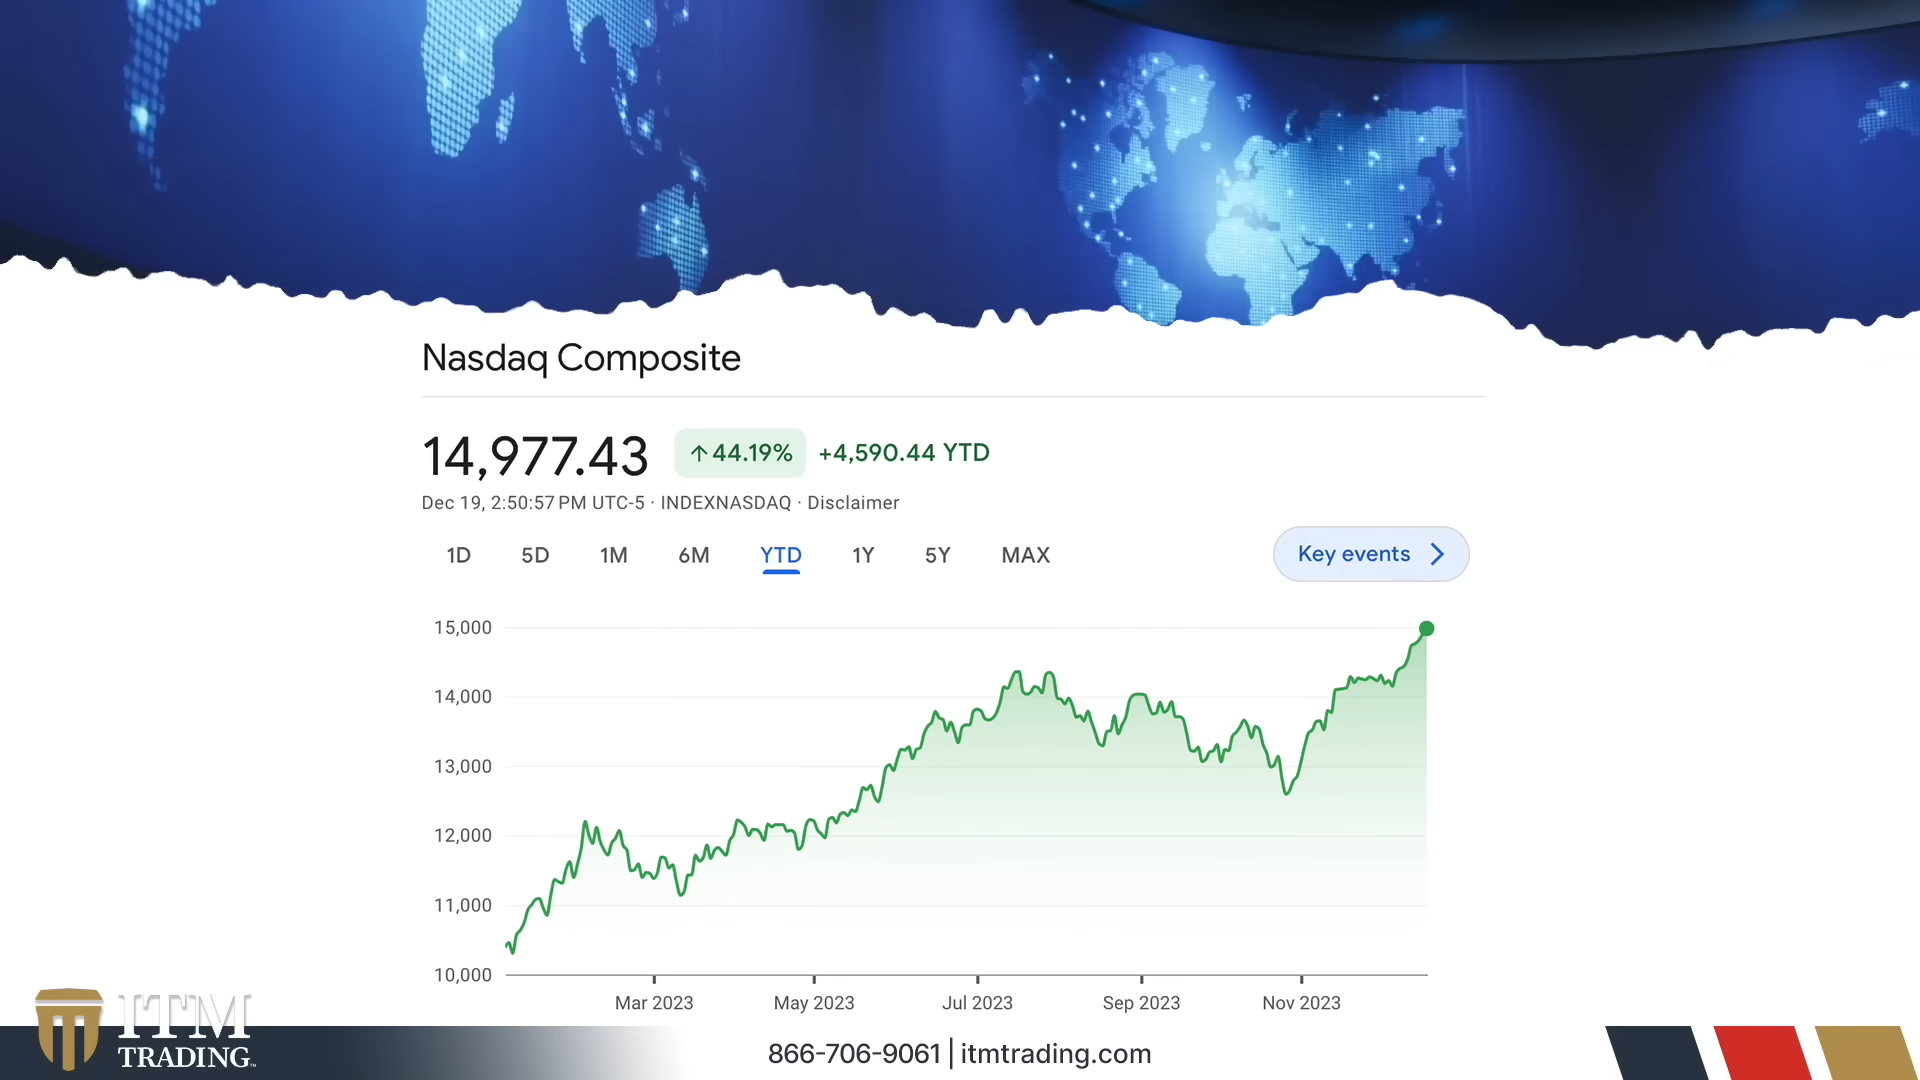 Nasdaq Composite
14,977.43 ↑44.19% +4,590.44 YTD
Dec 19, 2:50:57 PM UTC-5 · INDEXNASDAQ · Disclaimer
1D 5D 1M 6M YTD 1Y 5Y MAX Key events
15,000
14,000
13,000
12,000
11,000
10,000
Mar 2023 May 2023 Jul 2023 Sep 2023 Nov 2023
ITM
TRADING™
866-706-9061 | itmtrading.com